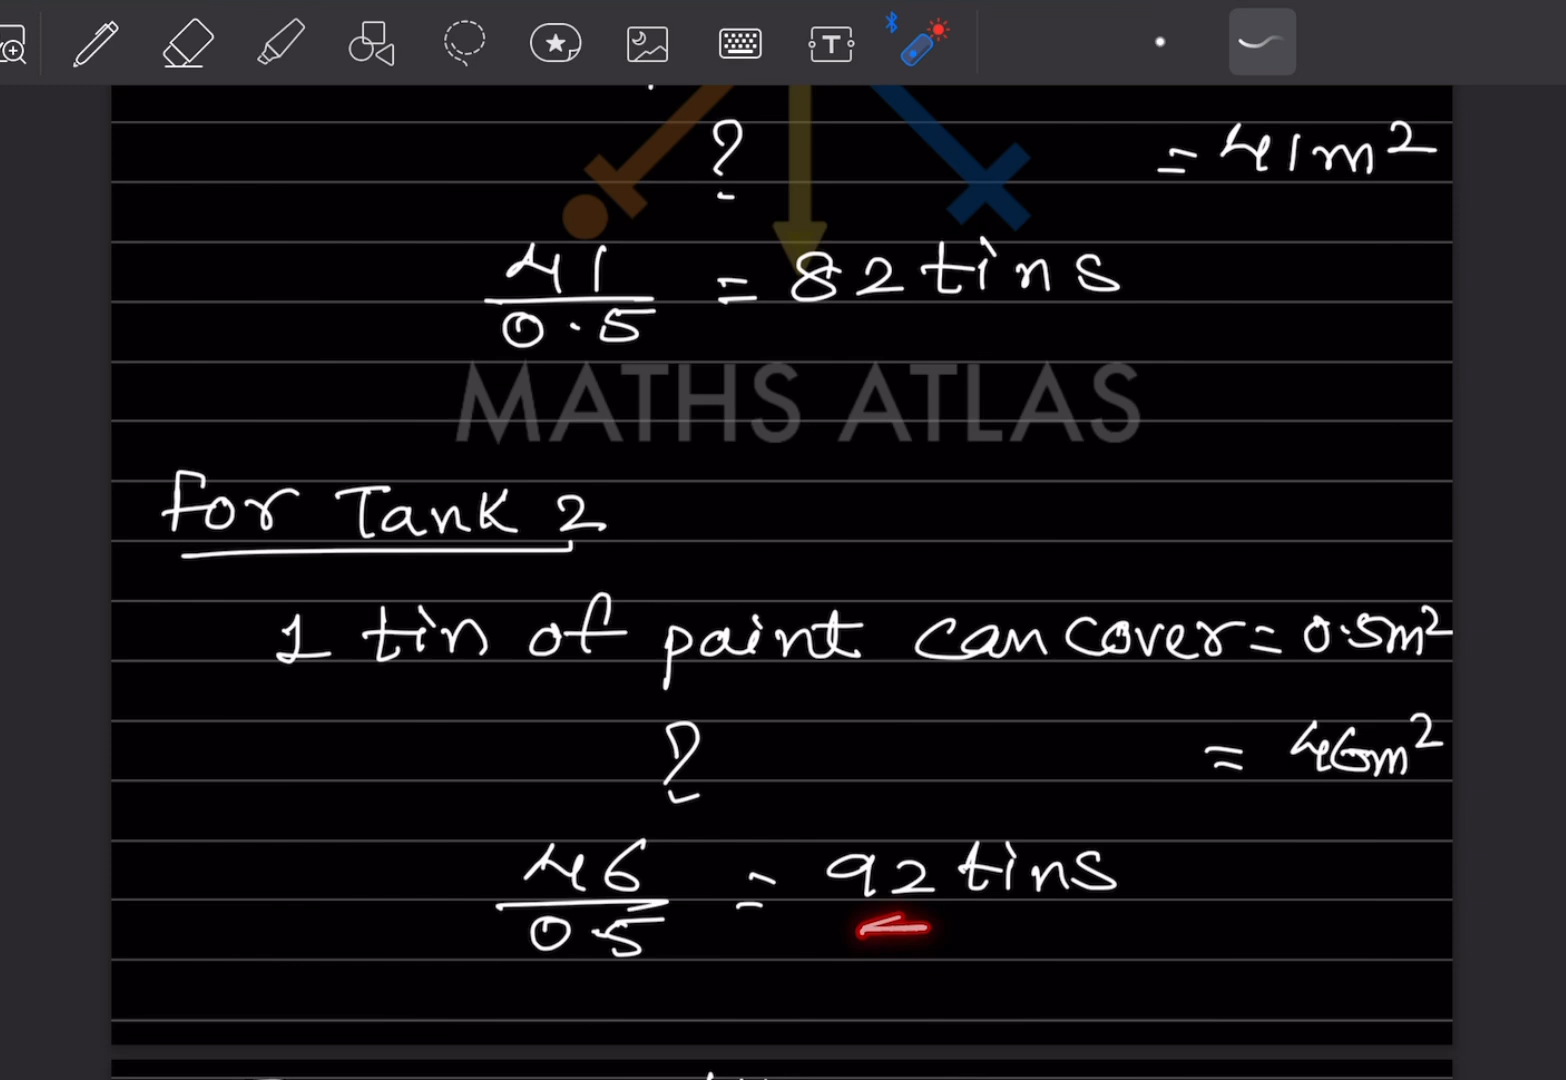 ?
= 41m²
41
0.5
= 82 tins
MATHS ATLAS
For Tank 2
1 tin of paint can cover = 0.5m²
?
= 46m²
46
0.5
= 92 tins